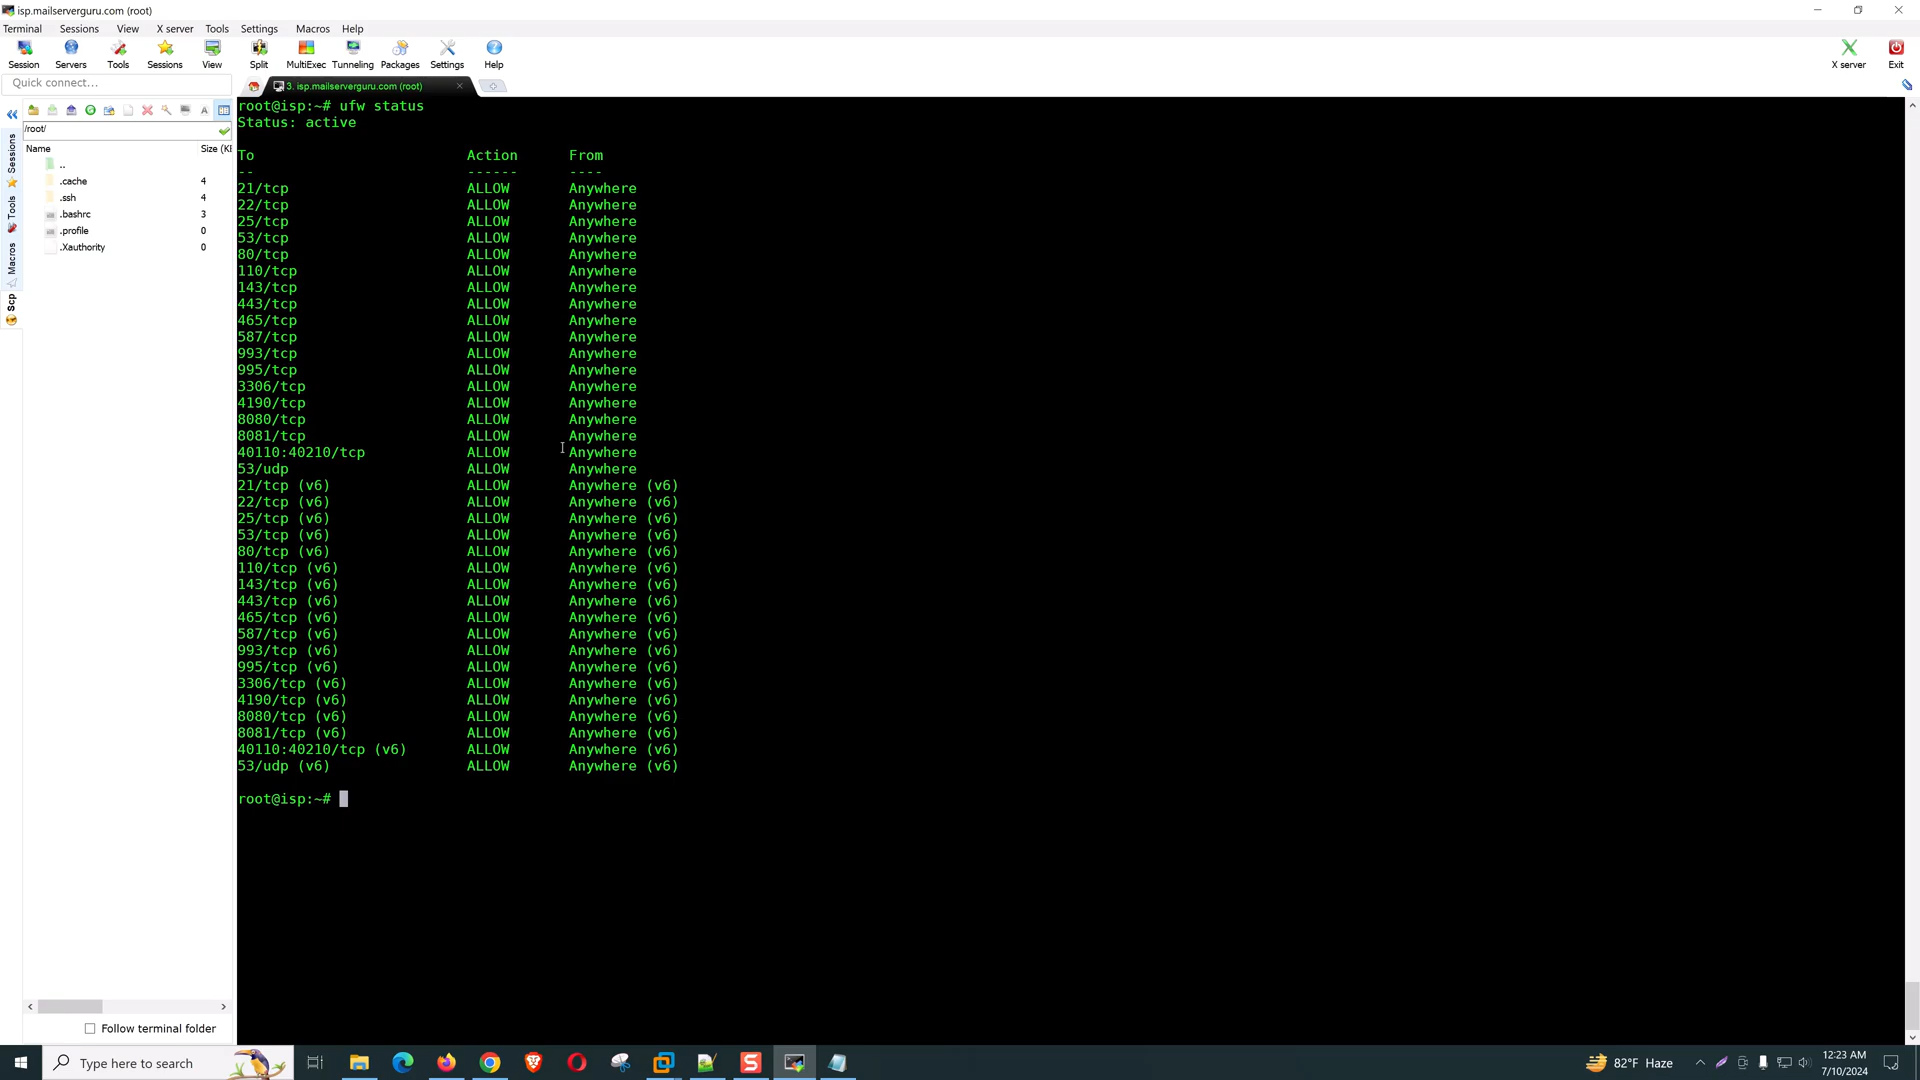 isp.mailserverguru.com (root)
Terminal Sessions View X server Tools Settings Macros Help
Session Servers Tools Sessions View Split MultiExec Tunneling Packages Settings Help X server Exit
Quick connect...
3. isp.mailserverguru.com (root)
/root/
Name Size (KB
..
.cache 4
.ssh 4
.bashrc 3
.profile 0
.Xauthority 0
Sessions
Tools
Macros
Scp
Follow terminal folder
root@isp:~# ufw status
Status: active
To Action From
-- ------ ----
21/tcp ALLOW Anywhere
22/tcp ALLOW Anywhere
25/tcp ALLOW Anywhere
53/tcp ALLOW Anywhere
80/tcp ALLOW Anywhere
110/tcp ALLOW Anywhere
143/tcp ALLOW Anywhere
443/tcp ALLOW Anywhere
465/tcp ALLOW Anywhere
587/tcp ALLOW Anywhere
993/tcp ALLOW Anywhere
995/tcp ALLOW Anywhere
3306/tcp ALLOW Anywhere
4190/tcp ALLOW Anywhere
8080/tcp ALLOW Anywhere
8081/tcp ALLOW Anywhere
40110:40210/tcp ALLOW Anywhere
53/udp ALLOW Anywhere
21/tcp (v6) ALLOW Anywhere (v6)
22/tcp (v6) ALLOW Anywhere (v6)
25/tcp (v6) ALLOW Anywhere (v6)
53/tcp (v6) ALLOW Anywhere (v6)
80/tcp (v6) ALLOW Anywhere (v6)
110/tcp (v6) ALLOW Anywhere (v6)
143/tcp (v6) ALLOW Anywhere (v6)
443/tcp (v6) ALLOW Anywhere (v6)
465/tcp (v6) ALLOW Anywhere (v6)
587/tcp (v6) ALLOW Anywhere (v6)
993/tcp (v6) ALLOW Anywhere (v6)
995/tcp (v6) ALLOW Anywhere (v6)
3306/tcp (v6) ALLOW Anywhere (v6)
4190/tcp (v6) ALLOW Anywhere (v6)
8080/tcp (v6) ALLOW Anywhere (v6)
8081/tcp (v6) ALLOW Anywhere (v6)
40110:40210/tcp (v6) ALLOW Anywhere (v6)
53/udp (v6) ALLOW Anywhere (v6)
root@isp:~#
Type here to search
82°F Haze
12:23 AM
7/10/2024